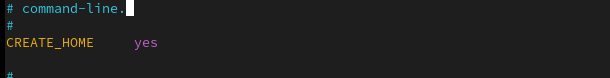 # command-line.
#
CREATE_HOME     yes
#